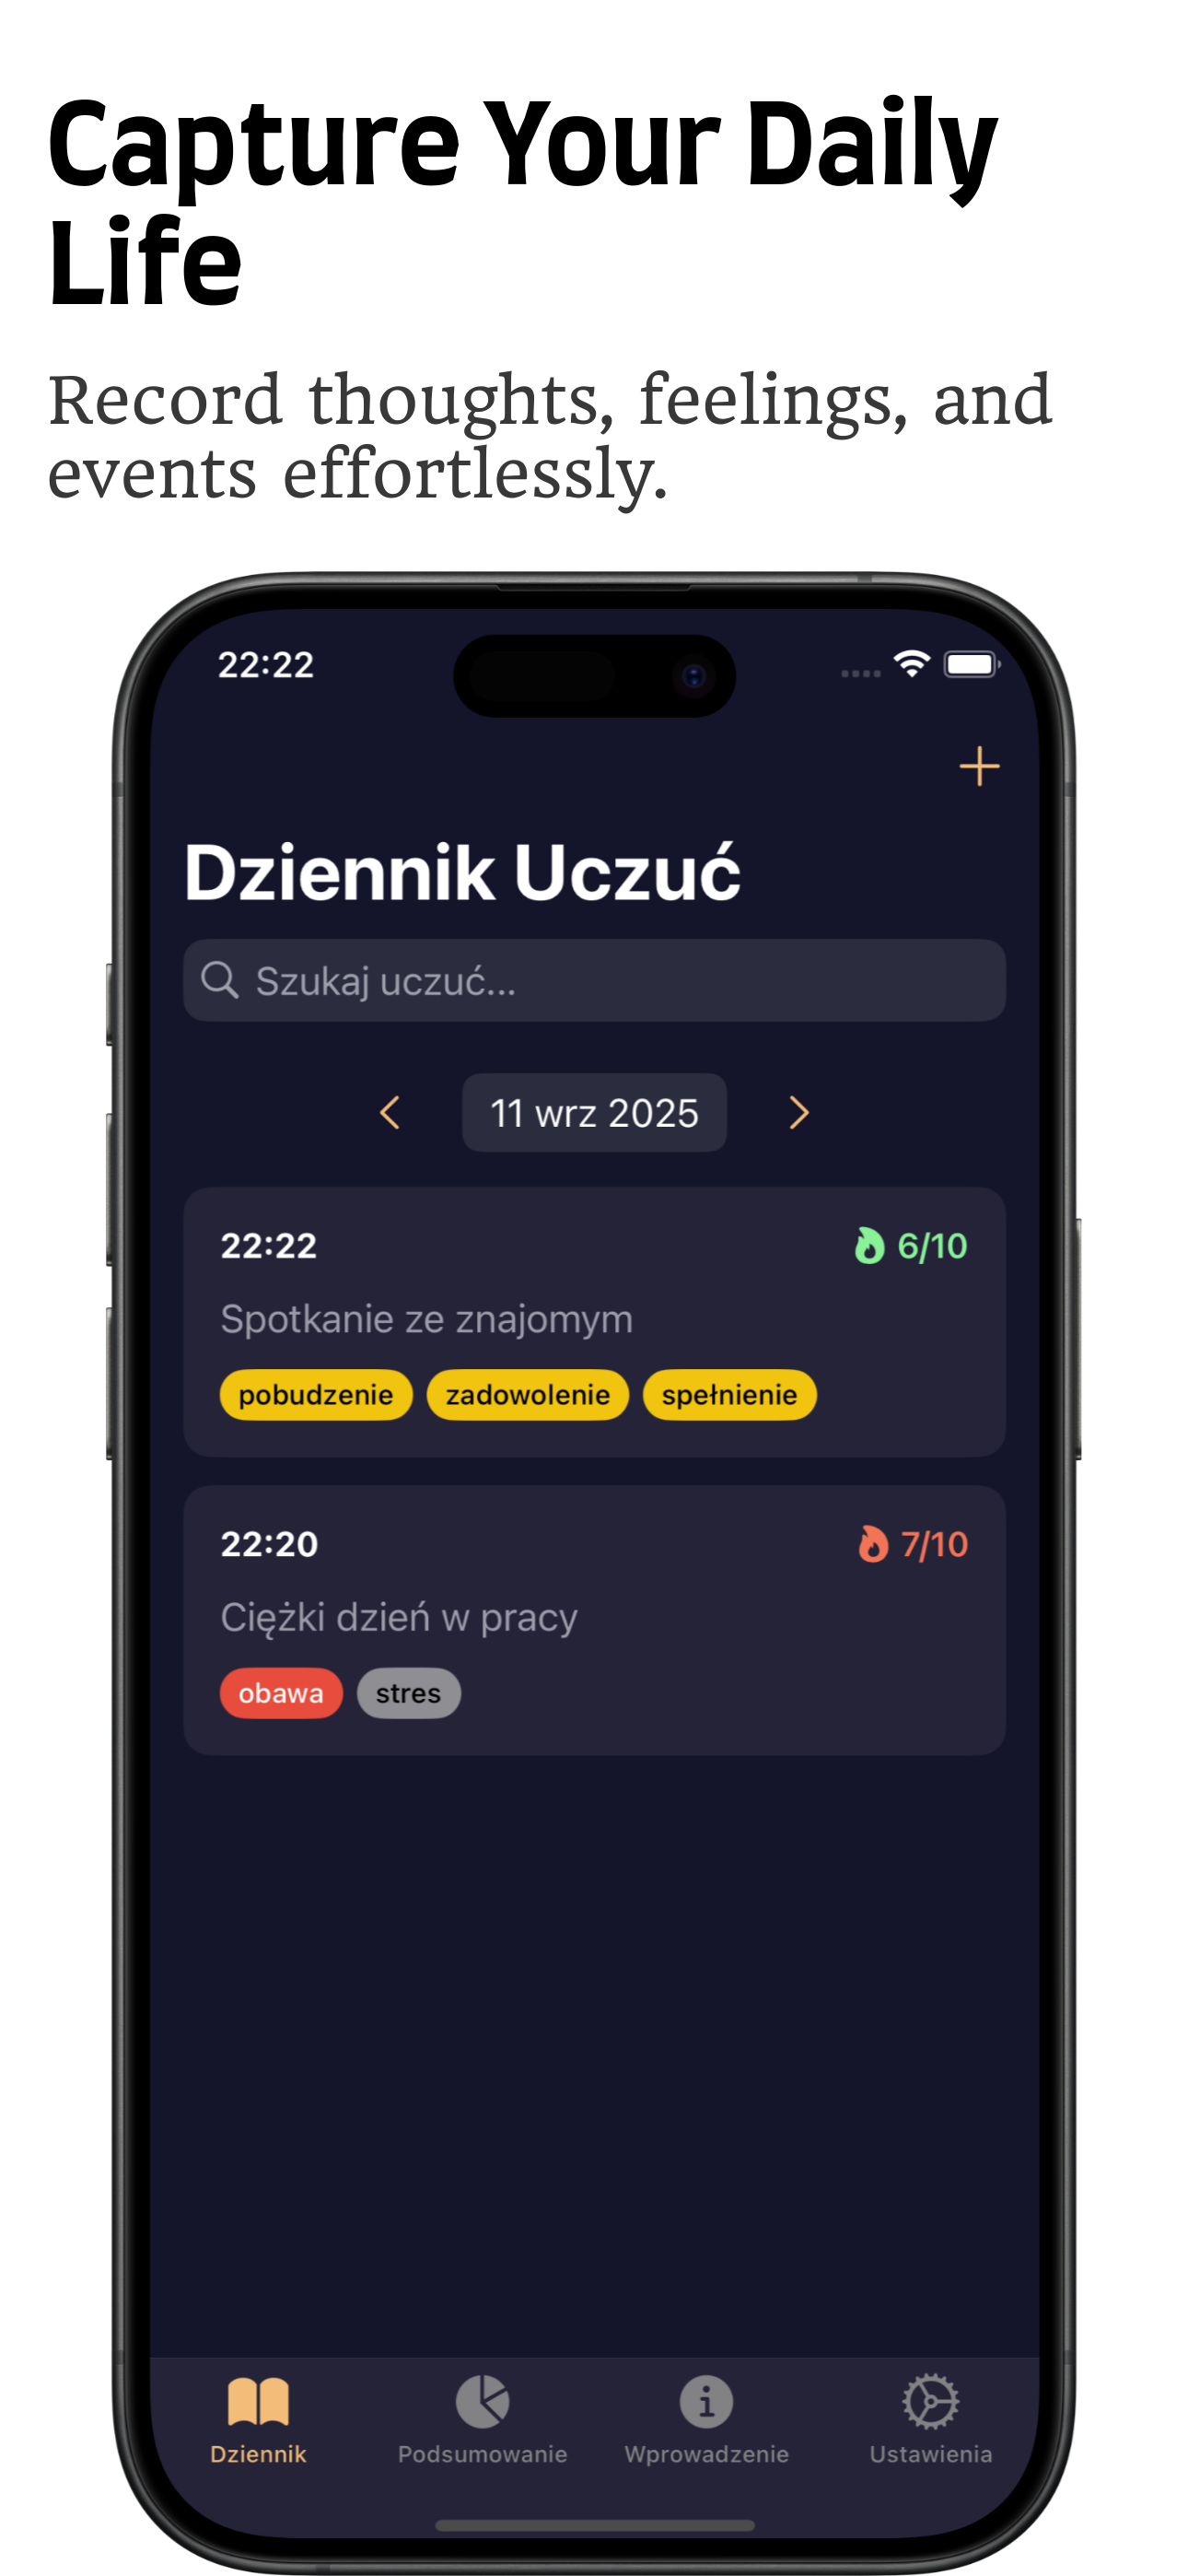 Capture Your Daily
Life
Record thoughts, feelings, and
events effortlessly.
22:22
Dziennik Uczuć
Szukaj uczuć...
11 wrz 2025
22:22
6/10
Spotkanie ze znajomym
pobudzenie zadowolenie spełnienie
22:20
7/10
Ciężki dzień w pracy
obawa stres
Dziennik Podsumowanie Wprowadzenie Ustawienia